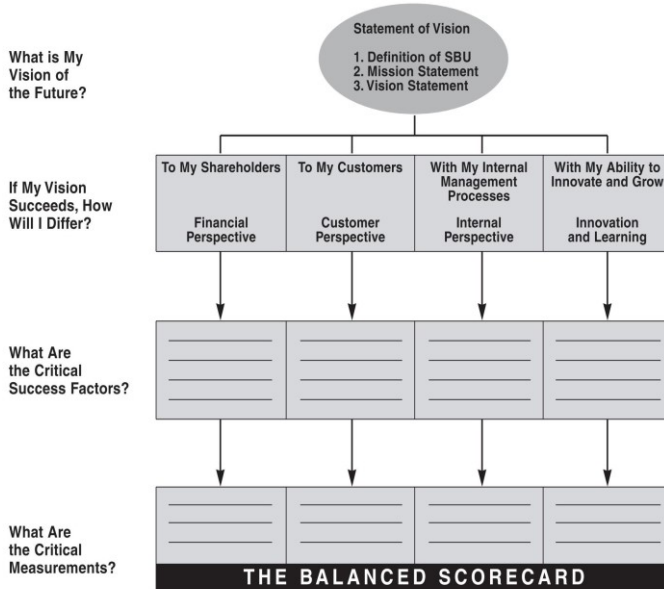 What is My
Vision of
the Future?
Statement of Vision
1. Definition of SBU
2. Mission Statement
3. Vision Statement
If My Vision
Succeeds, How
Will I Differ?
To My Shareholders
Financial
Perspective
To My Customers
Customer
Perspective
With My Internal
Management
Processes
Internal
Perspective
With My Ability to
Innovate and Grow
Innovation
and Learning
What Are
the Critical
Success Factors?
What Are
the Critical
Measurements?
THE BALANCED SCORECARD